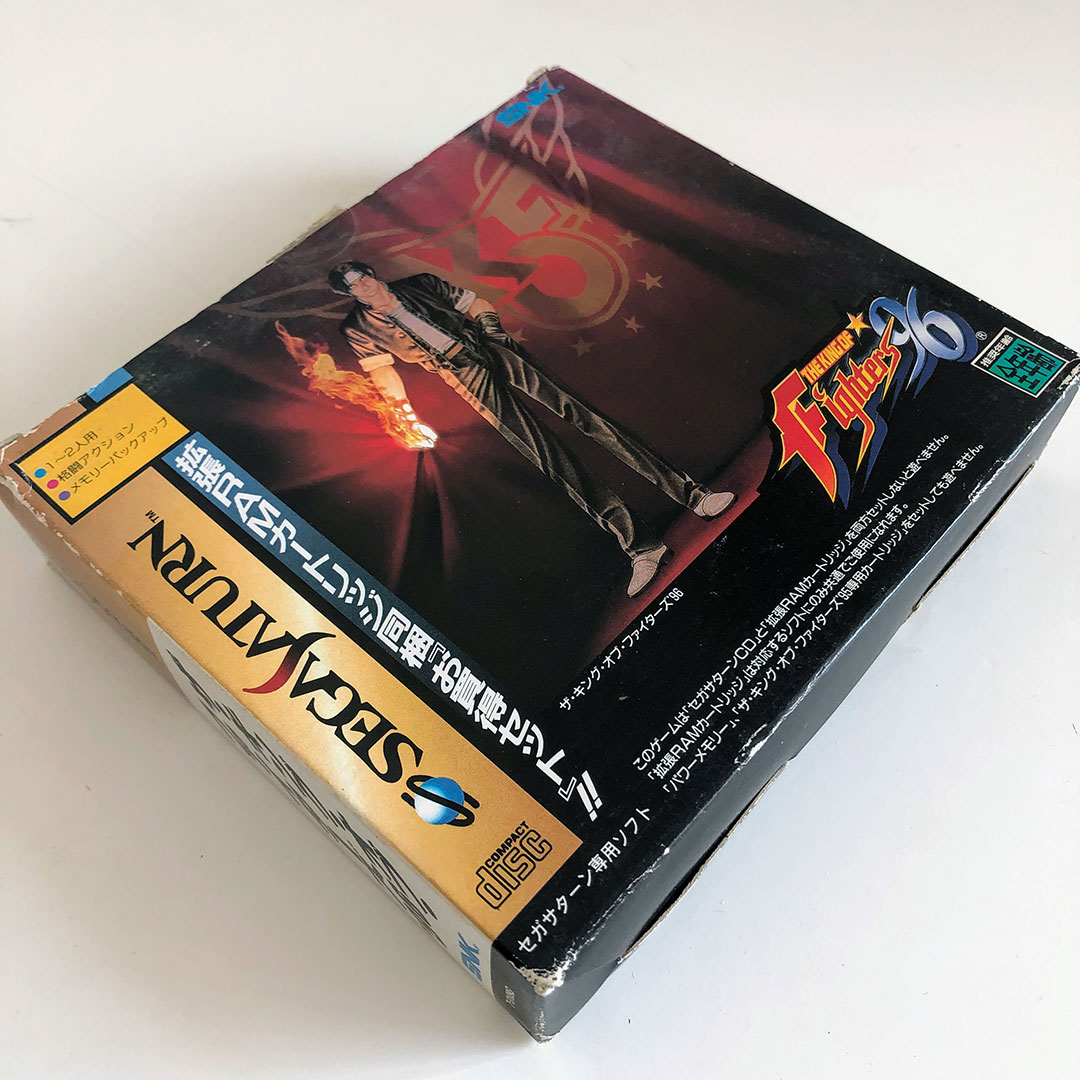 SNK
THE KING OF
Fighters
96
®
推奨年齢
●1〜2人用
●格闘アクション
●メモリーバックアップ
拡張RAMカートリッジ同梱『お買得セット』!!
SEGA SATURN™
COMPACT
disc
ザ・キング・オブ・ファイターズ'96
このゲームは「セガサターンCD」と「拡張RAMカートリッジ」を両方セットしないと遊べません。
「拡張RAMカートリッジ」は対応するソフトにのみ共通でご使用になれます。
「パワーメモリー」、「ザ・キング・オブ・ファイターズ'95専用カートリッジ」をセットしても遊べません。
セガサターン専用ソフト
SNK